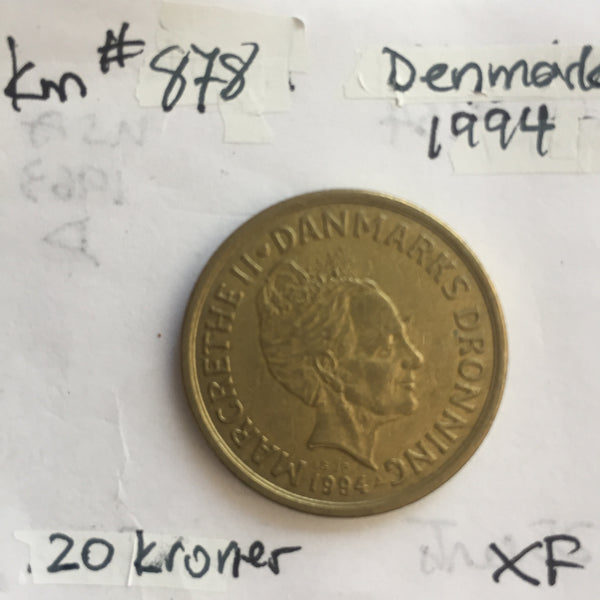 Km # 878.
Denmark
1994
MARGRETHE II • DANMARKS DRONNING
1994
20 kroner
XF